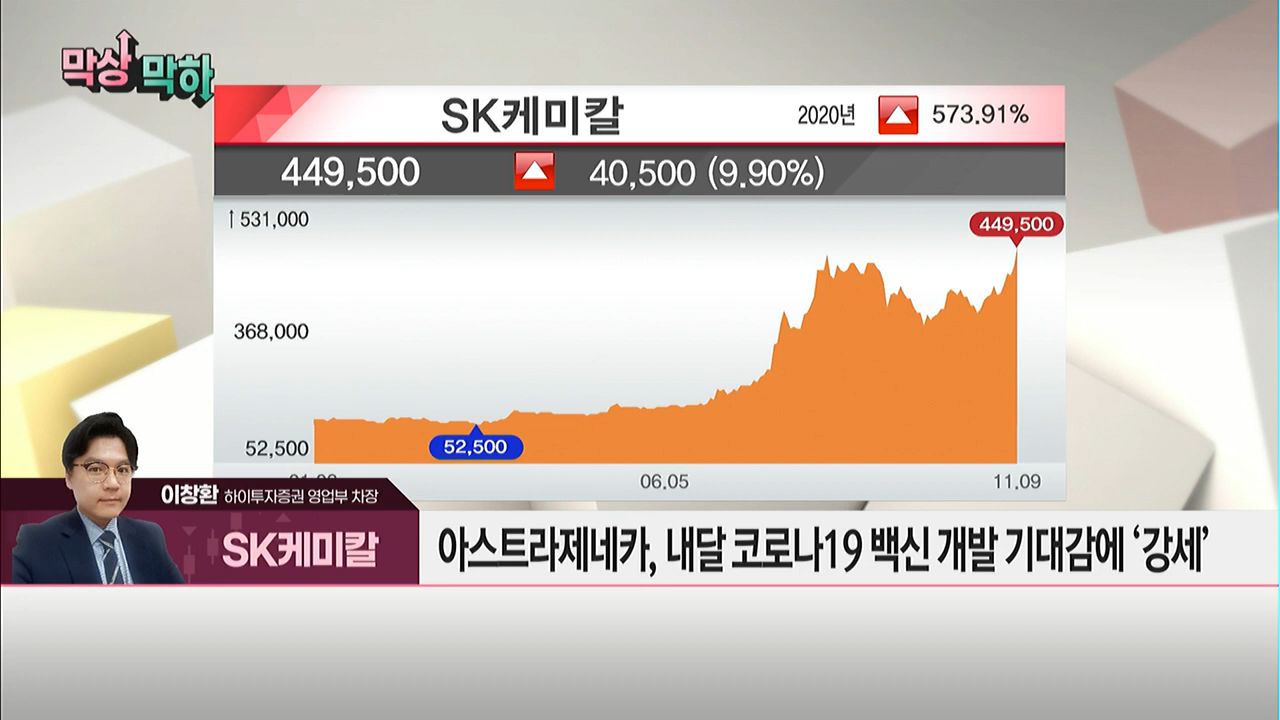 막상 막하
SK케미칼
2020년 573.91%
449,500 40,500 (9.90%)
↑531,000
449,500
368,000
52,500
52,500
06.05
11.09
이창환 하이투자증권 영업부 차장
SK케미칼
아스트라제네카, 내달 코로나19 백신 개발 기대감에 ‘강세’